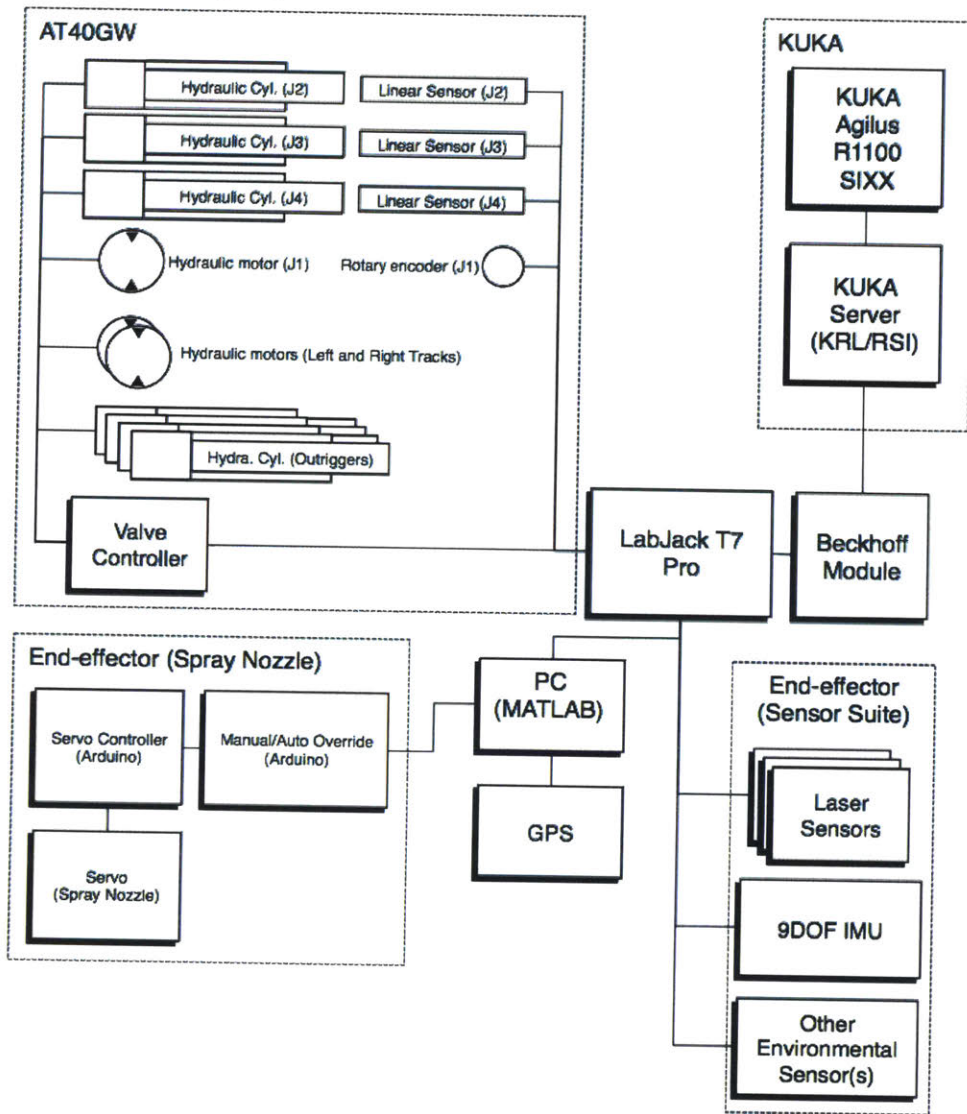 AT40GW
Hydraulic Cyl. (J2)
Linear Sensor (J2)
Hydraulic Cyl. (J3)
Linear Sensor (J3)
Hydraulic Cyl. (J4)
Linear Sensor (J4)
Hydraulic motor (J1)
Rotary encoder (J1)
Hydraulic motors (Left and Right Tracks)
Hydra. Cyl. (Outriggers)
Valve
Controller
KUKA
KUKA
Agilus
R1100
SIXX
KUKA
Server
(KRL/RSI)
LabJack T7
Pro
Beckhoff
Module
End-effector (Spray Nozzle)
Servo Controller
(Arduino)
Manual/Auto Override
(Arduino)
Servo
(Spray Nozzle)
PC
(MATLAB)
GPS
End-effector
(Sensor Suite)
Laser
Sensors
9DOF IMU
Other
Environmental
Sensor(s)